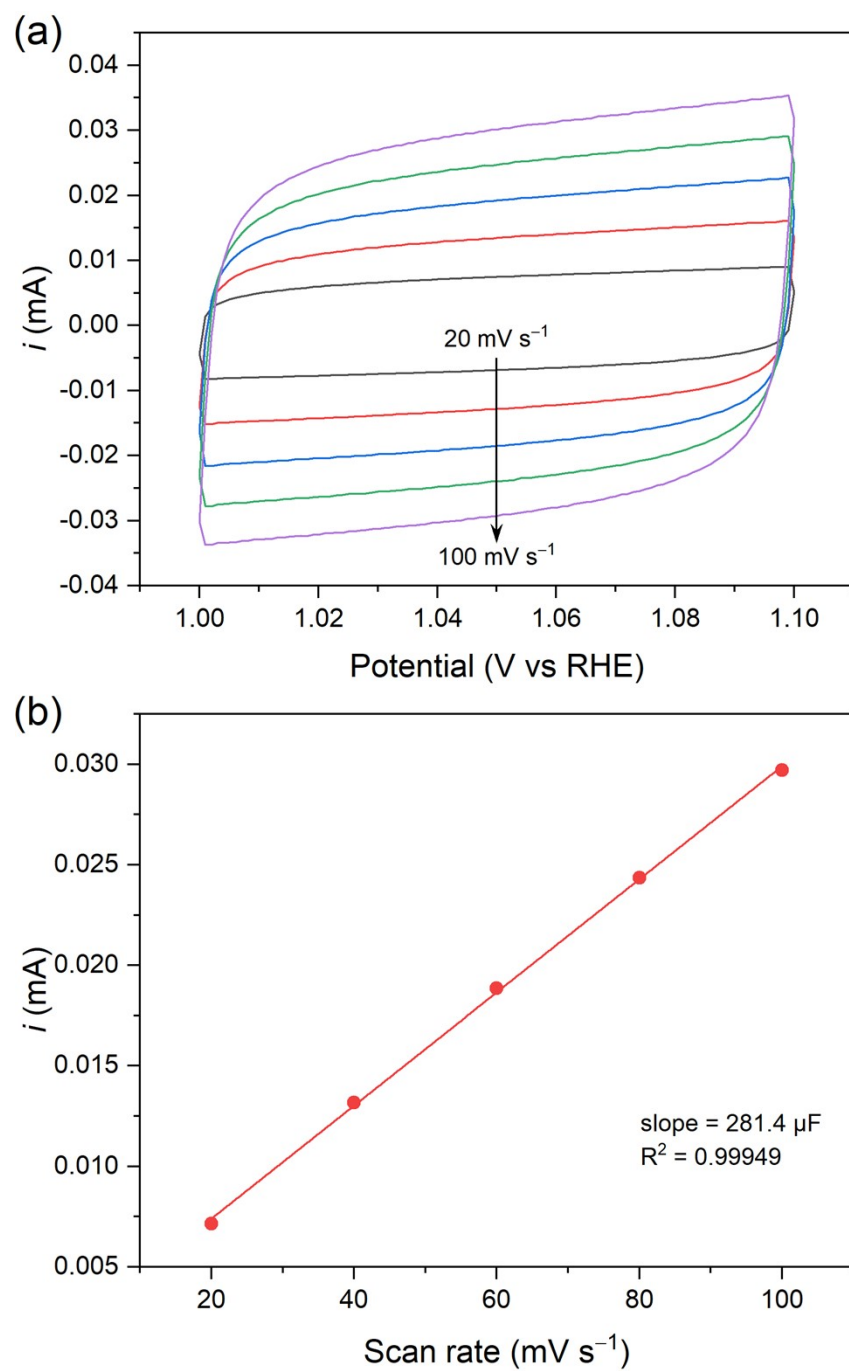 (a)
0.04
0.03
0.02
0.01
0.00
-0.01
-0.02
-0.03
-0.04
i (mA)
20 mV s⁻¹
100 mV s⁻¹
1.00 1.02 1.04 1.06 1.08 1.10
Potential (V vs RHE)
(b)
0.030
0.025
0.020
0.015
0.010
0.005
i (mA)
slope = 281.4 µF
R² = 0.99949
20 40 60 80 100
Scan rate (mV s⁻¹)